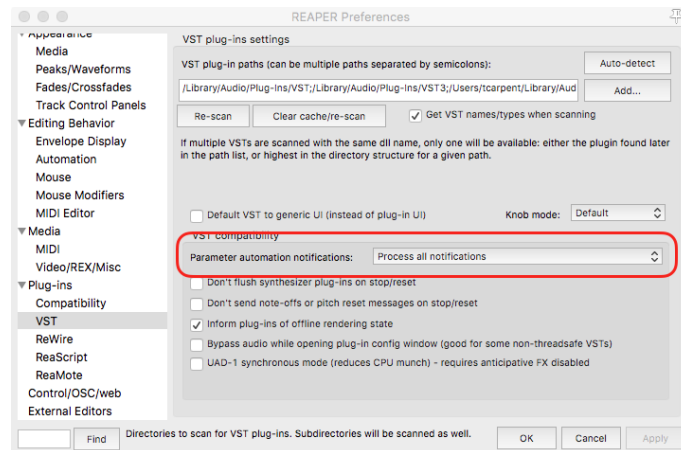 REAPER Preferences
Appearance
Media
Peaks/Waveforms
Fades/Crossfades
Track Control Panels
Editing Behavior
Envelope Display
Automation
Mouse
Mouse Modifiers
MIDI Editor
Media
MIDI
Video/REX/Misc
Plug-ins
Compatibility
VST
ReWire
ReaScript
ReaMote
Control/OSC/web
External Editors
Find
VST plug-ins settings
VST plug-in paths (can be multiple paths separated by semicolons):
Auto-detect
/Library/Audio/Plug-Ins/VST;/Library/Audio/Plug-Ins/VST3;/Users/tcarpent/Library/Aud
Add...
Re-scan
Clear cache/re-scan
Get VST names/types when scanning
If multiple VSTs are scanned with the same dll name, only one will be available: either the plugin found later
in the path list, or highest in the directory structure for a given path.
Default VST to generic UI (instead of plug-in UI)
Knob mode:
Default
VST compatibility
Parameter automation notifications:
Process all notifications
Don't flush synthesizer plug-ins on stop/reset
Don't send note-offs or pitch reset messages on stop/reset
Inform plug-ins of offline rendering state
Bypass audio while opening plug-in config window (good for some non-threadsafe VSTs)
UAD-1 synchronous mode (reduces CPU munch) - requires anticipative FX disabled
Directories to scan for VST plug-ins. Subdirectories will be scanned as well.
OK
Cancel
Apply